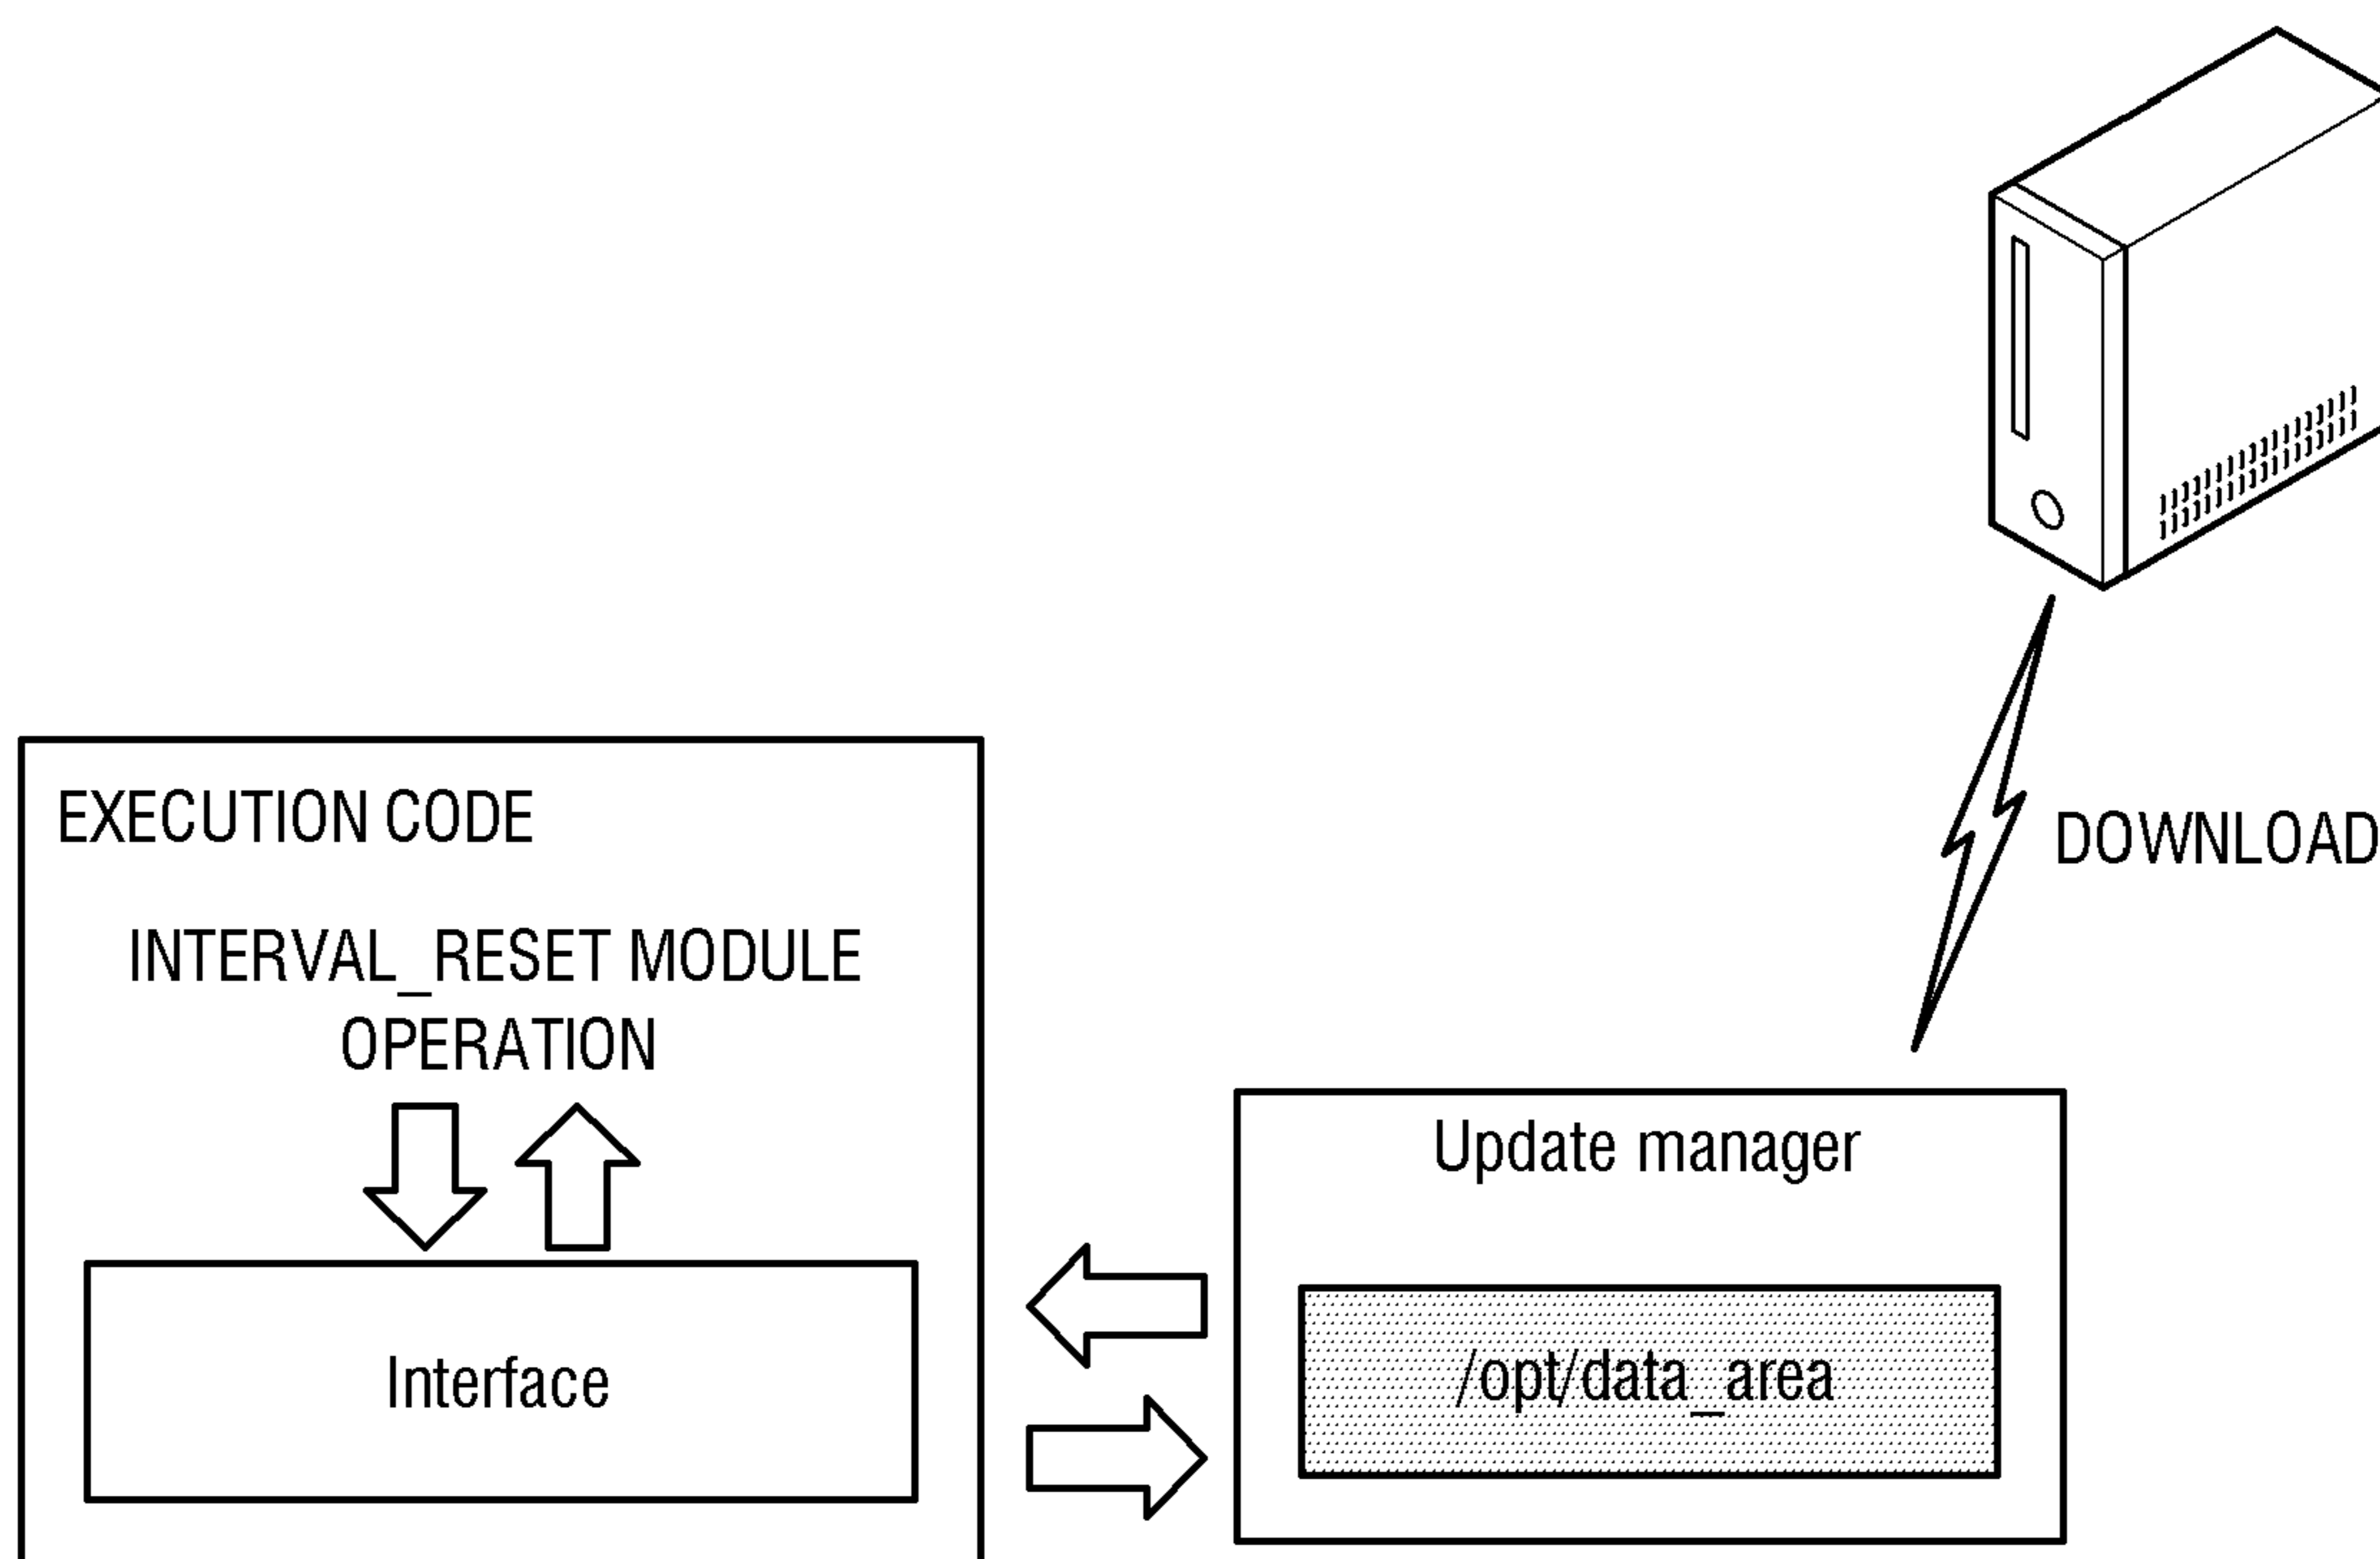 EXECUTION CODE
INTERVAL_RESET MODULE
OPERATION
Interface
DOWNLOAD
Update manager
/opt/data_area